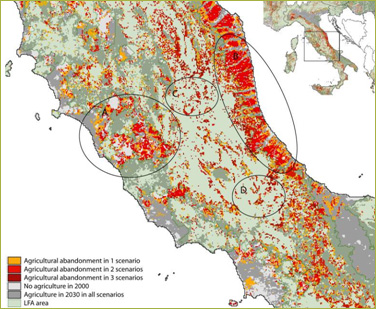 A
B
C
D
Agricultural abandonment in 1 scenario
Agricultural abandonment in 2 scenarios
Agricultural abandonment in 3 scenarios
No agriculture in 2000
Agriculture in 2030 in all scenarios
LFA area